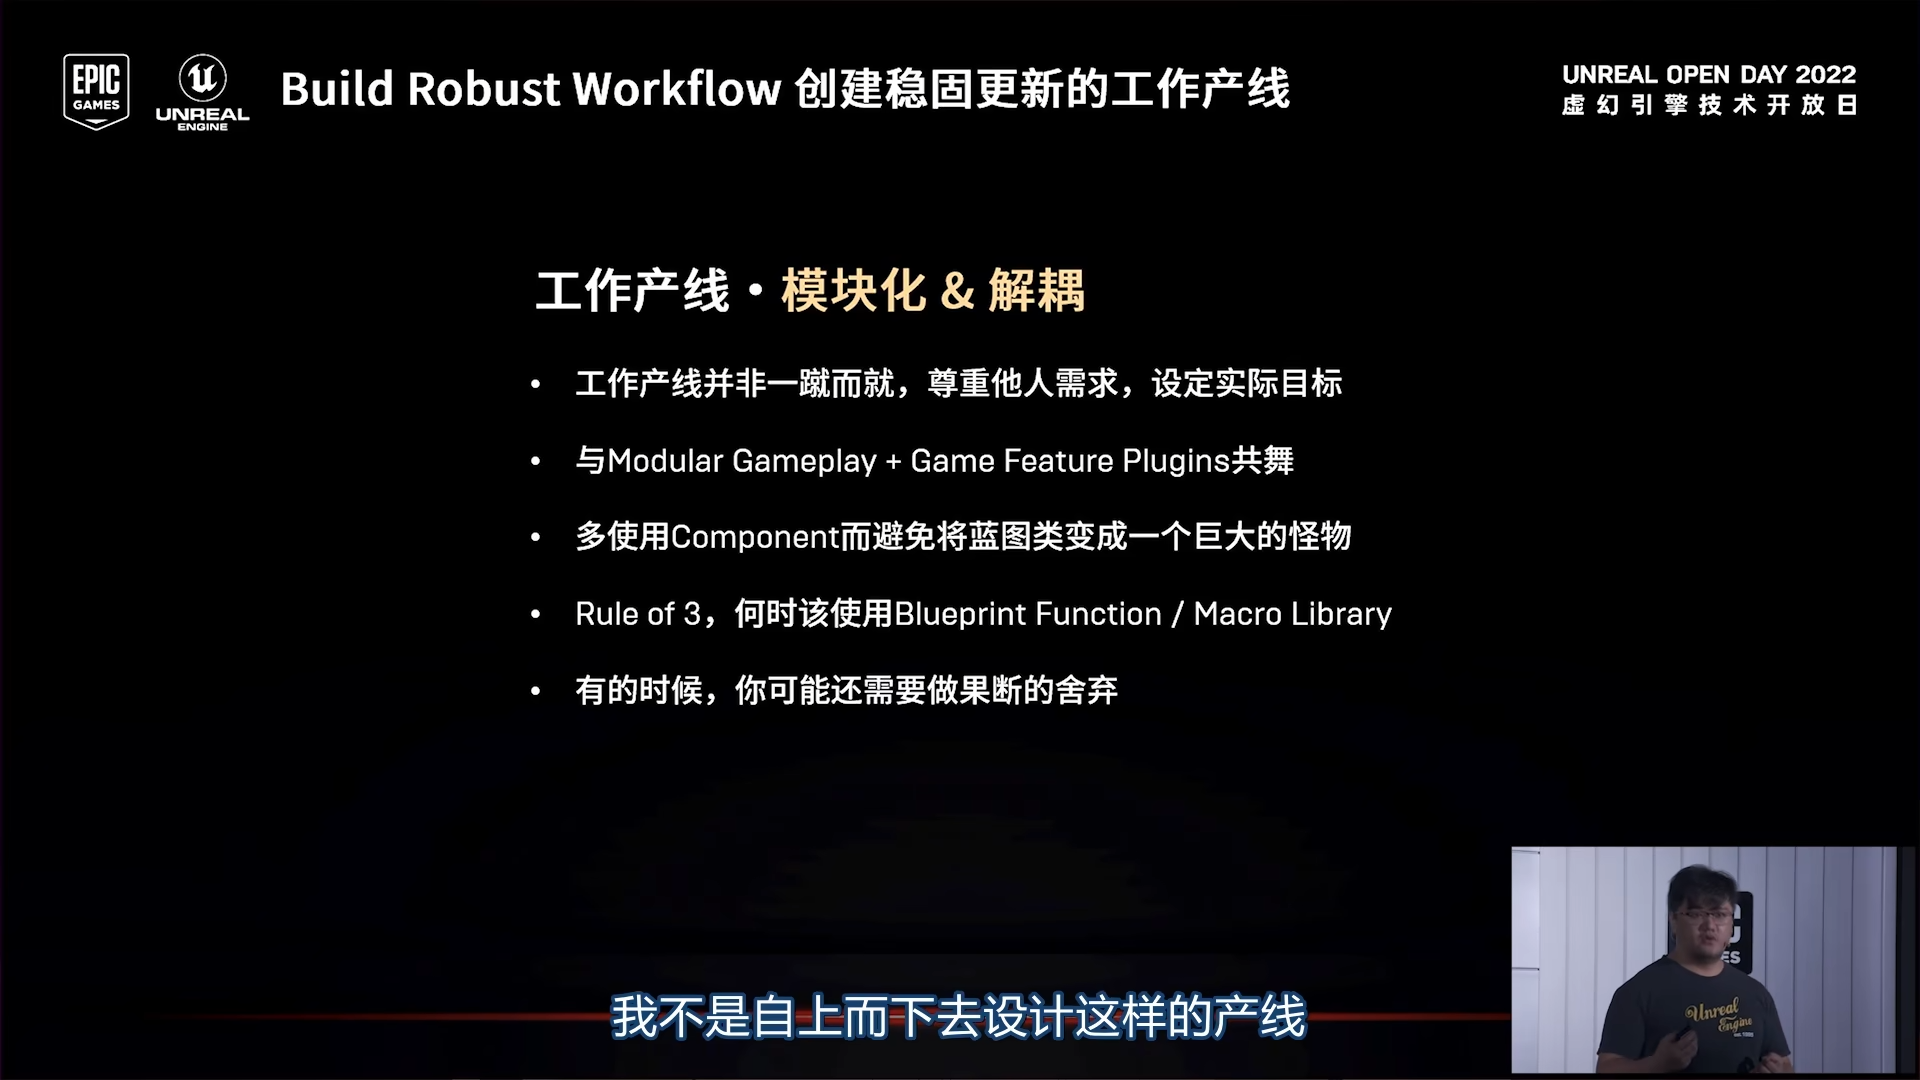 EPIC
GAMES
UNREAL
ENGINE
Build Robust Workflow 创建稳固更新的工作产线
UNREAL OPEN DAY 2022
虚幻引擎技术开放日
工作产线·模块化 & 解耦
• 工作产线并非一蹴而就，尊重他人需求，设定实际目标
• 与Modular Gameplay + Game Feature Plugins共舞
• 多使用Component而避免将蓝图类变成一个巨大的怪物
• Rule of 3，何时该使用Blueprint Function / Macro Library
• 有的时候，你可能还需要做果断的舍弃
Unreal
Engine
我不是自上而下去设计这样的产线